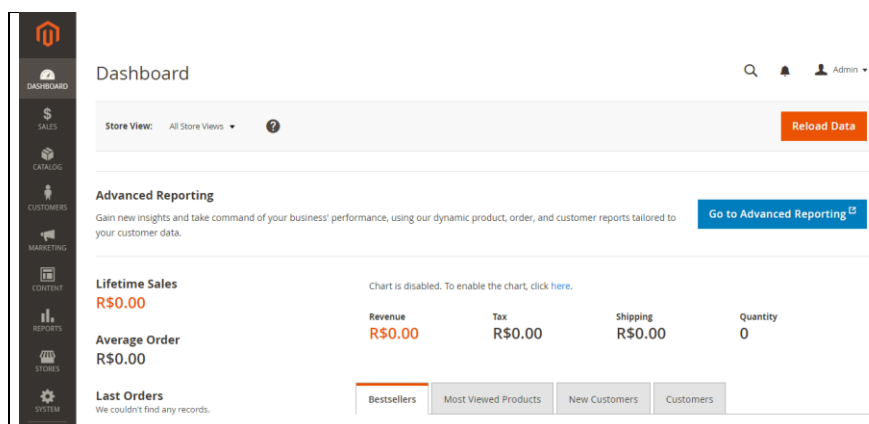 DASHBOARD
SALES
CATALOG
CUSTOMERS
MARKETING
CONTENT
REPORTS
STORES
SYSTEM
Dashboard
Admin
Store View: All Store Views ?
Reload Data
Advanced Reporting
Gain new insights and take command of your business' performance, using our dynamic product, order, and customer reports tailored to
your customer data.
Go to Advanced Reporting
Lifetime Sales
R$0.00
Average Order
R$0.00
Last Orders
We couldn't find any records.
Chart is disabled. To enable the chart, click here.
Revenue Tax Shipping Quantity
R$0.00 R$0.00 R$0.00 0
Bestsellers Most Viewed Products New Customers Customers